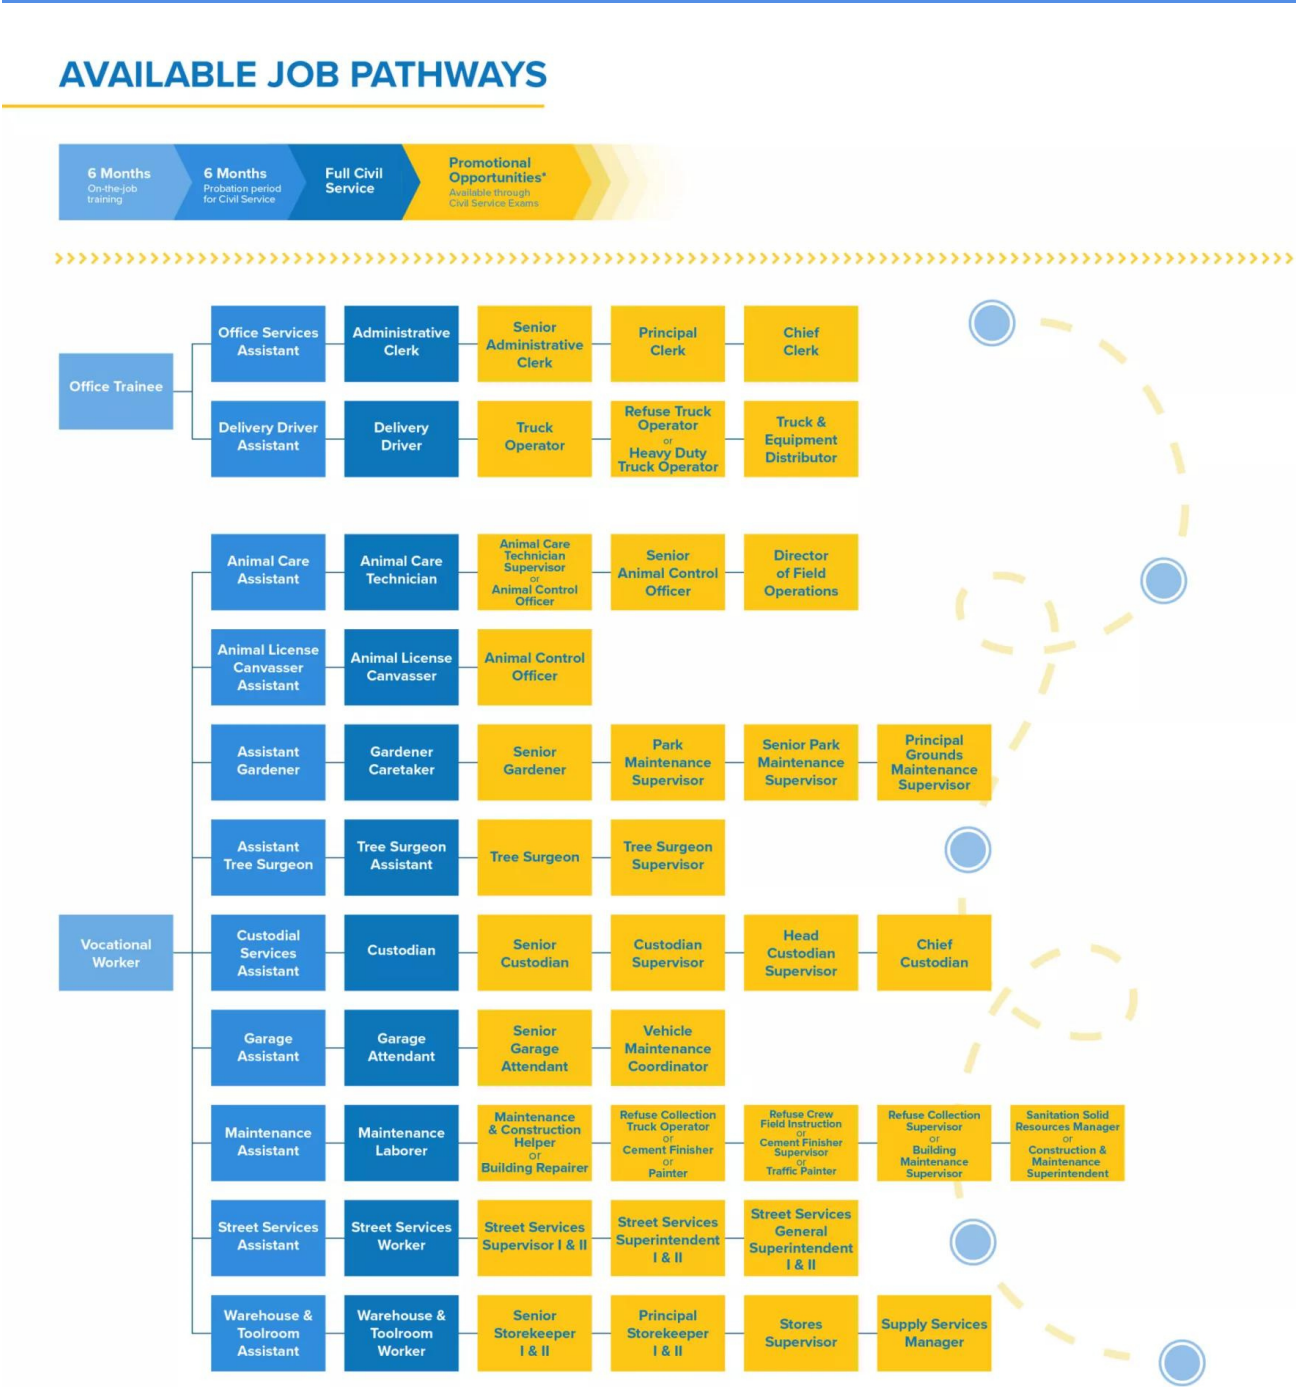 AVAILABLE JOB PATHWAYS
6 Months
On-the-job
training
6 Months
Probation period
for Civil Service
Full Civil
Service
Promotional
Opportunities*
Available through
Civil Service Exams
Office Trainee
Office Services
Assistant
Administrative
Clerk
Senior
Administrative
Clerk
Principal
Clerk
Chief
Clerk
Delivery Driver
Assistant
Delivery
Driver
Truck
Operator
Refuse Truck
Operator
or
Heavy Duty
Truck Operator
Truck &
Equipment
Distributor
Vocational
Worker
Animal Care
Assistant
Animal Care
Technician
Animal Care
Technician
Supervisor
or
Animal Control
Officer
Senior
Animal Control
Officer
Director
of Field
Operations
Animal License
Canvasser
Assistant
Animal License
Canvasser
Animal Control
Officer
Assistant
Gardener
Gardener
Caretaker
Senior
Gardener
Park
Maintenance
Supervisor
Senior Park
Maintenance
Supervisor
Principal
Grounds
Maintenance
Supervisor
Assistant
Tree Surgeon
Tree Surgeon
Assistant
Tree Surgeon
Tree Surgeon
Supervisor
Custodial
Services
Assistant
Custodian
Senior
Custodian
Custodian
Supervisor
Head
Custodian
Supervisor
Chief
Custodian
Garage
Assistant
Garage
Attendant
Senior
Garage
Attendant
Vehicle
Maintenance
Coordinator
Maintenance
Assistant
Maintenance
Laborer
Maintenance
& Construction
Helper
or
Building Repairer
Refuse Collection
Truck Operator
or
Cement Finisher
or
Painter
Refuse Crew
Field Instruction
or
Cement Finisher
Supervisor
or
Traffic Painter
Refuse Collection
Supervisor
or
Building
Maintenance
Supervisor
Sanitation Solid
Resources Manager
or
Construction &
Maintenance
Superintendent
Street Services
Assistant
Street Services
Worker
Street Services
Supervisor I & II
Street Services
Superintendent
I & II
Street Services
General
Superintendent
I & II
Warehouse &
Toolroom
Assistant
Warehouse &
Toolroom
Worker
Senior
Storekeeper
I & II
Principal
Storekeeper
I & II
Stores
Supervisor
Supply Services
Manager